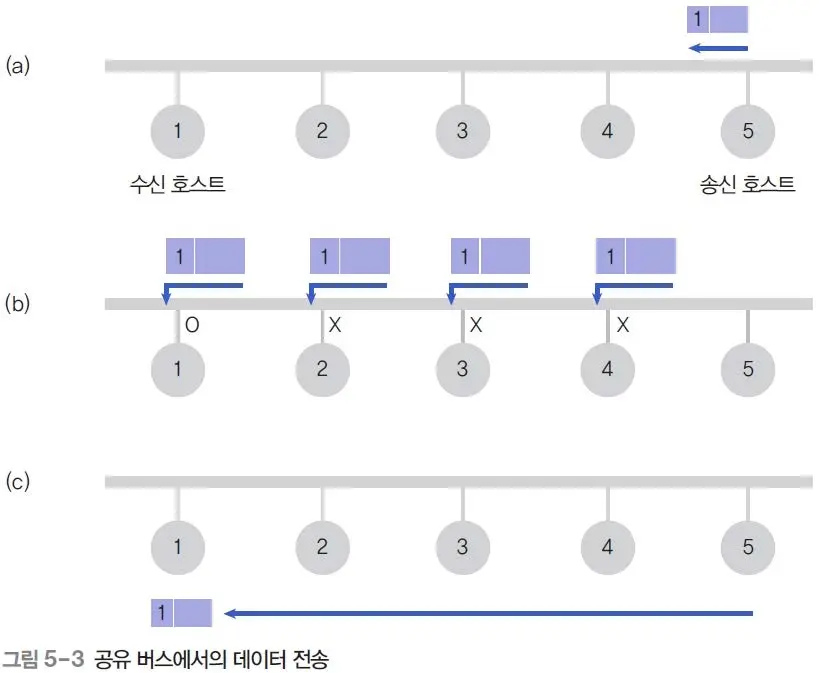 1
(a)
1 2 3 4 5
수신 호스트 송신 호스트
1 1 1 1
(b)
O X X X
1 2 3 4 5
(c)
1 2 3 4 5
1
그림 5-3 공유 버스에서의 데이터 전송